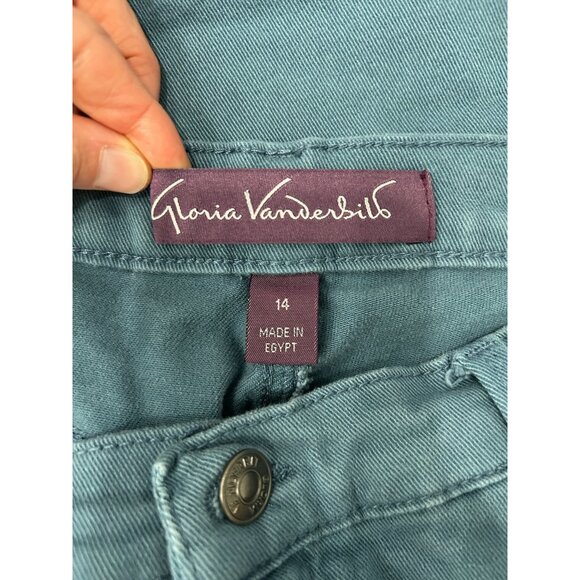 Gloria Vanderbilt
14
MADE IN
EGYPT